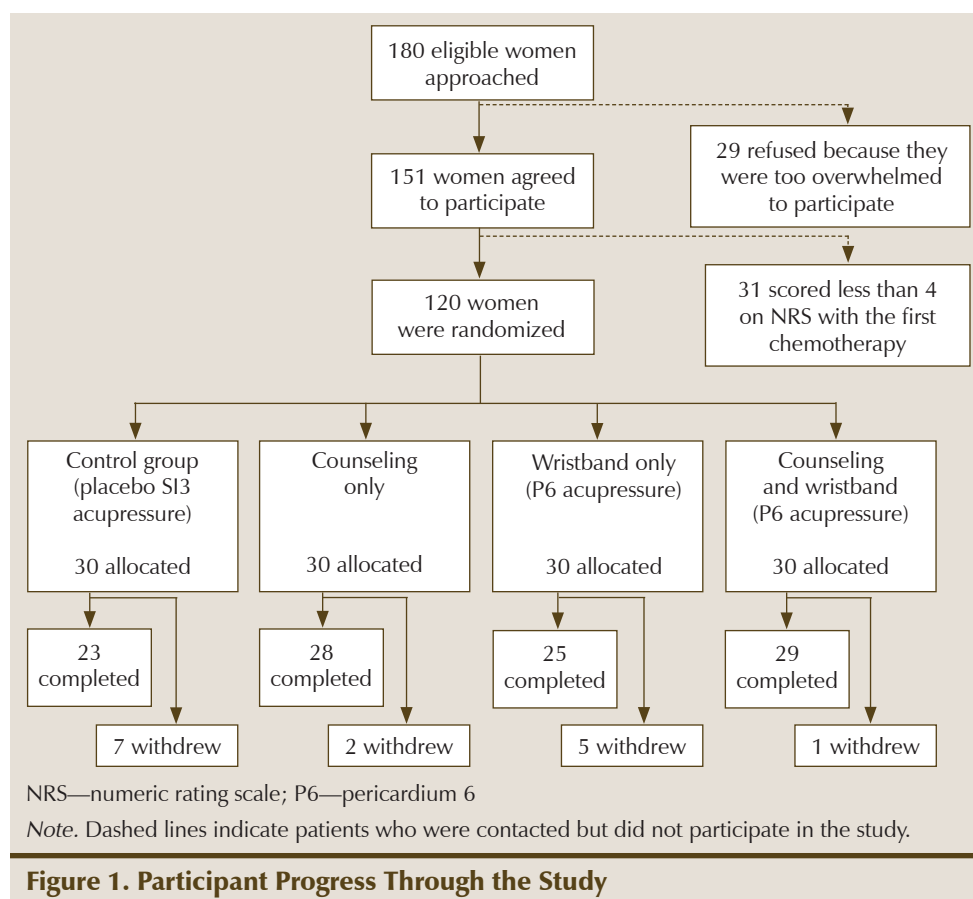 180 eligible women
approached
29 refused because they
were too overwhelmed
to participate
151 women agreed
to participate
31 scored less than 4
on NRS with the first
chemotherapy
120 women
were randomized
Control group
(placebo SI3
acupressure)
30 allocated
Counseling
only
30 allocated
Wristband only
(P6 acupressure)
30 allocated
Counseling
and wristband
(P6 acupressure)
30 allocated
23
completed
7 withdrew
28
completed
2 withdrew
25
completed
5 withdrew
29
completed
1 withdrew
NRS—numeric rating scale; P6—pericardium 6
Note. Dashed lines indicate patients who were contacted but did not participate in the study.
Figure 1. Participant Progress Through the Study